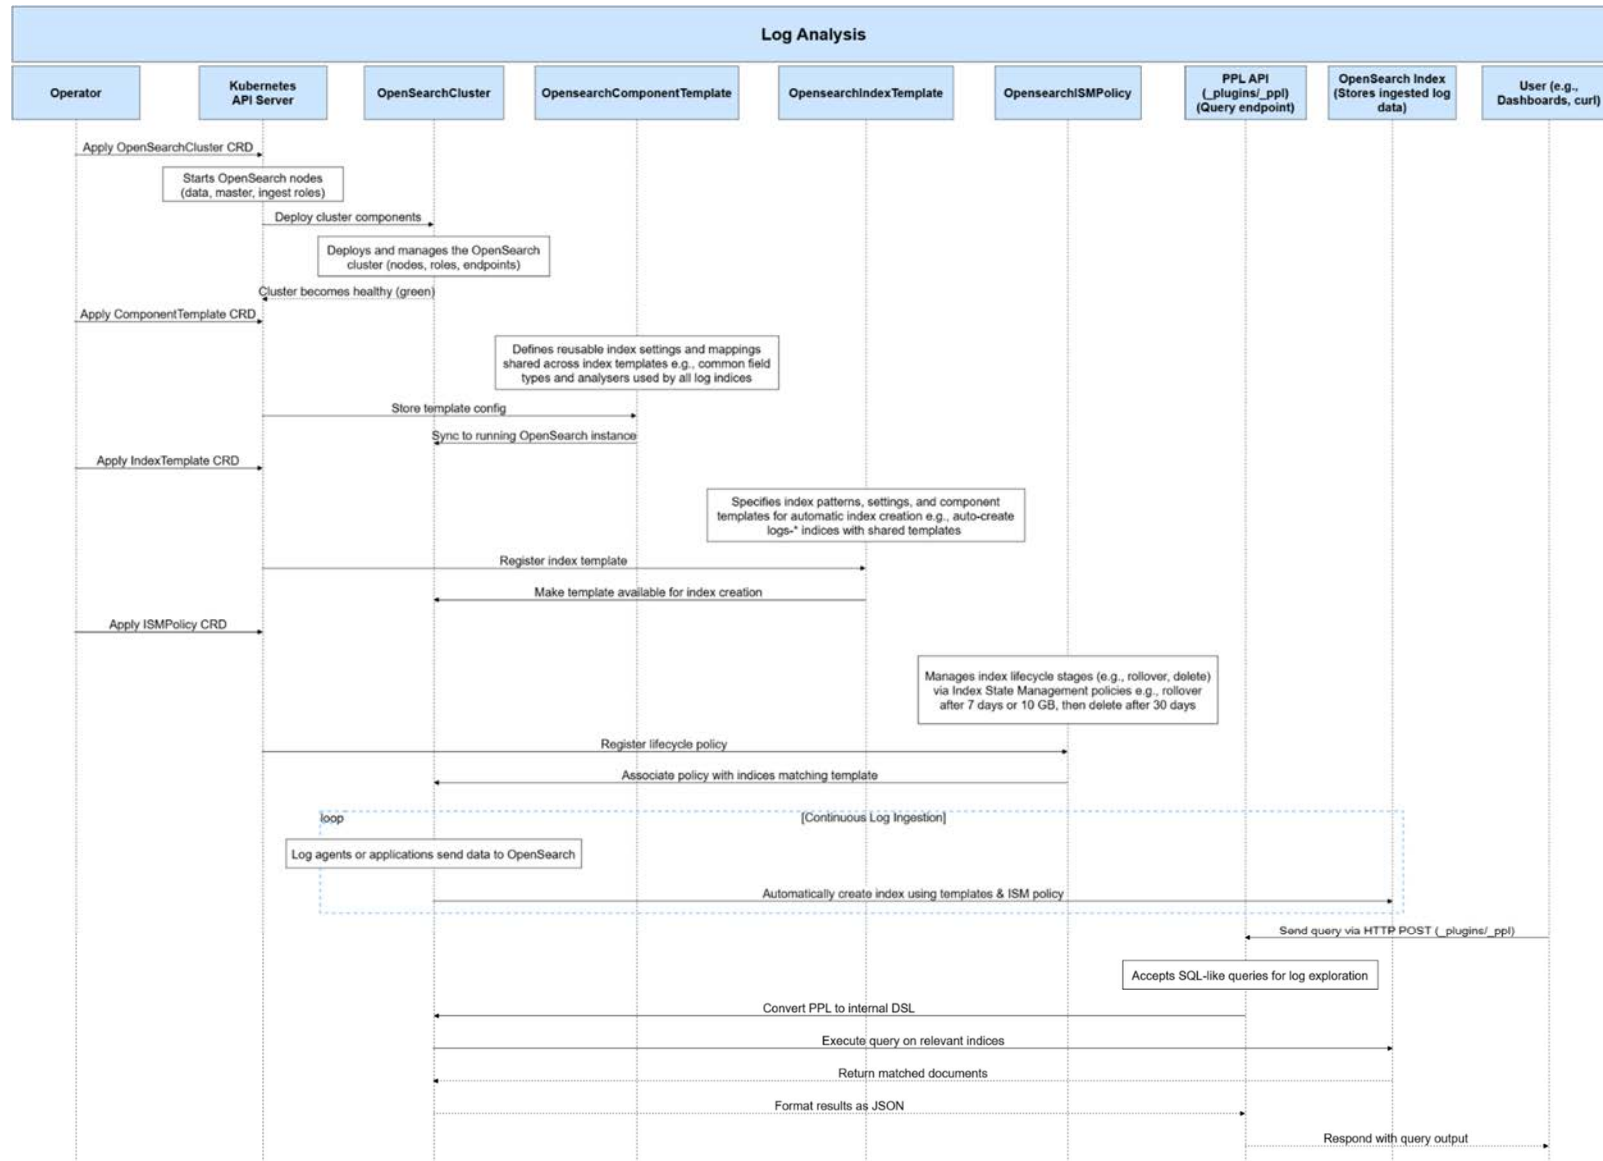 Log Analysis
Operator
Kubernetes
API Server
OpenSearchCluster
OpensearchComponentTemplate
OpensearchIndexTemplate
OpensearchISMPolicy
PPL API
(_plugins/_ppl)
(Query endpoint)
OpenSearch Index
(Stores ingested log
data)
User (e.g.,
Dashboards, curl)
Apply OpenSearchCluster CRD
Starts OpenSearch nodes
(data, master, ingest roles)
Deploy cluster components
Deploys and manages the OpenSearch
cluster (nodes, roles, endpoints)
Cluster becomes healthy (green)
Apply ComponentTemplate CRD
Defines reusable index settings and mappings
shared across index templates e.g., common field
types and analysers used by all log indices
Store template config
Sync to running OpenSearch instance
Apply IndexTemplate CRD
Specifies index patterns, settings, and component
templates for automatic index creation e.g., auto-create
logs-* indices with shared templates
Register index template
Make template available for index creation
Apply ISMPolicy CRD
Manages index lifecycle stages (e.g., rollover, delete)
via Index State Management policies e.g., rollover
after 7 days or 10 GB, then delete after 30 days
Register lifecycle policy
Associate policy with indices matching template
loop
[Continuous Log Ingestion]
Log agents or applications send data to OpenSearch
Automatically create index using templates & ISM policy
Send query via HTTP POST (_plugins/_ppl)
Accepts SQL-like queries for log exploration
Convert PPL to internal DSL
Execute query on relevant indices
Return matched documents
Format results as JSON
Respond with query output